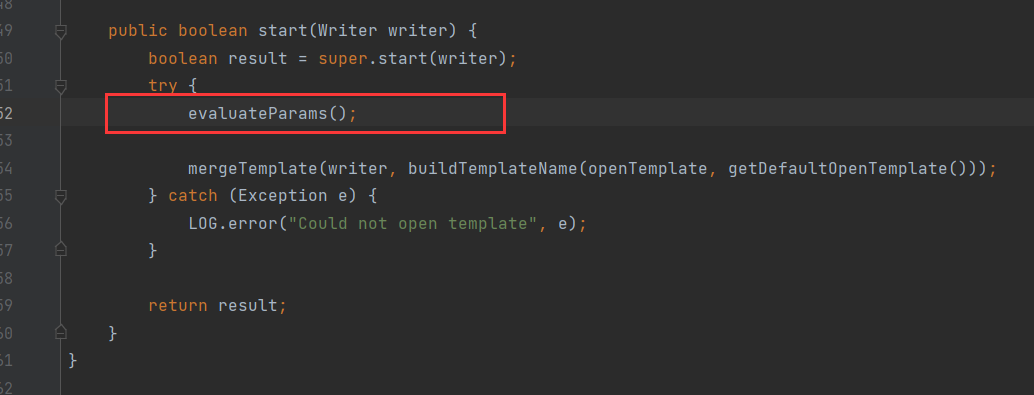 48
49 public boolean start(Writer writer) {
50 boolean result = super.start(writer);
51 try {
52 evaluateParams();
53
54 mergeTemplate(writer, buildTemplateName(openTemplate, getDefaultOpenTemplate()));
55 } catch (Exception e) {
56 LOG.error("Could not open template", e);
57 }
58
59 return result;
60 }
61 }
62